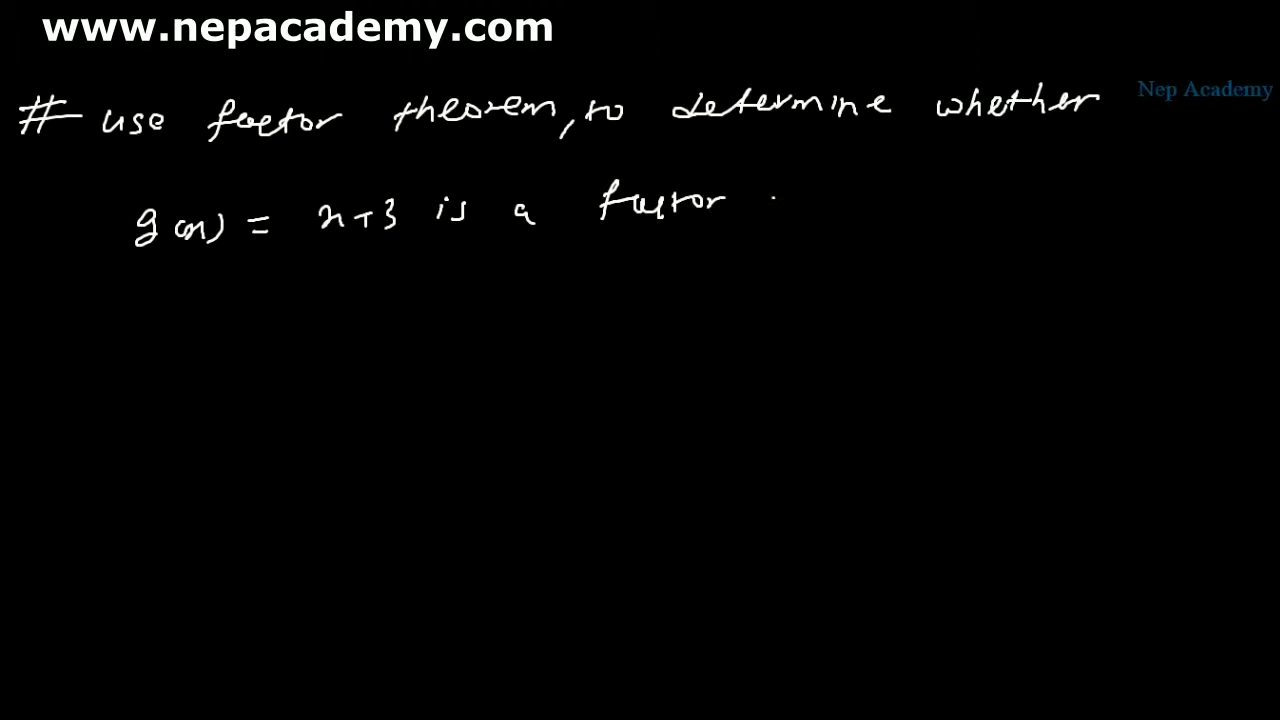 www.nepacademy.com
Nep Academy
# use factor theorem, to determine whether
g(x) = x+3 is a factor